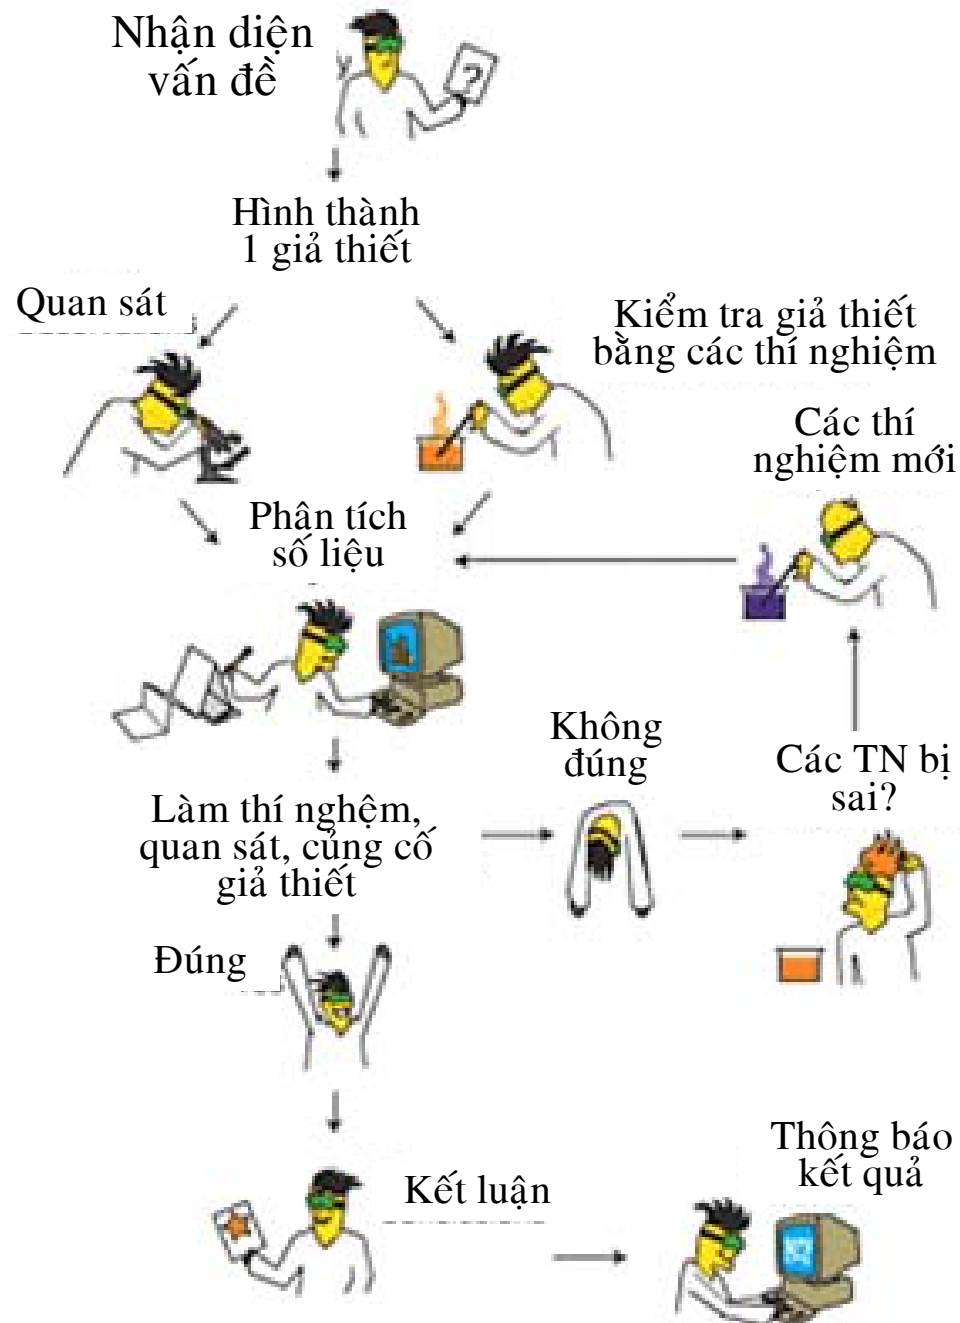 Nhận diện
vấn đề
?
Hình thành
1 giả thiết
Quan sát
Kiểm tra giả thiết
bằng các thí nghiệm
Các thí
nghiệm mới
Phân tích
số liệu
Không
đúng
Các TN bị
sai?
Làm thí nghệm,
quan sát, củng cố
giả thiết
Đúng
Kết luận
Thông báo
kết quả